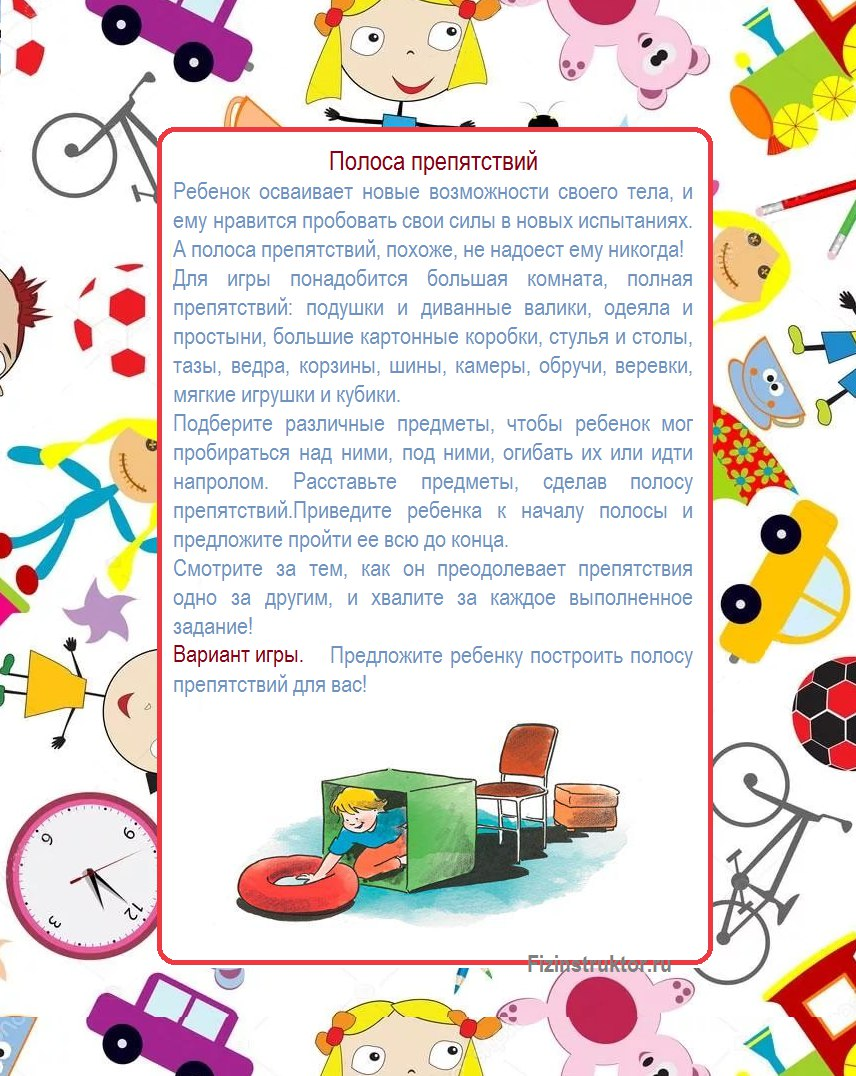 Полоса препятствий
Ребенок осваивает новые возможности своего тела, и
ему нравится пробовать свои силы в новых испытаниях.
А полоса препятствий, похоже, не надоест ему никогда!
Для игры понадобится большая комната, полная
препятствий: подушки и диванные валики, одеяла и
простыни, большие картонные коробки, стулья и столы,
тазы, ведра, корзины, шины, камеры, обручи, веревки,
мягкие игрушки и кубики.
Подберите различные предметы, чтобы ребенок мог
пробираться над ними, под ними, огибать их или идти
напролом. Расставьте предметы, сделав полосу
препятствий.Приведите ребенка к началу полосы и
предложите пройти ее всю до конца.
Смотрите за тем, как он преодолевает препятствия
одно за другим, и хвалите за каждое выполненное
задание!
Вариант игры. Предложите ребенку построить полосу
препятствий для вас!
9
6
3
12
Fiziustruktor.ru